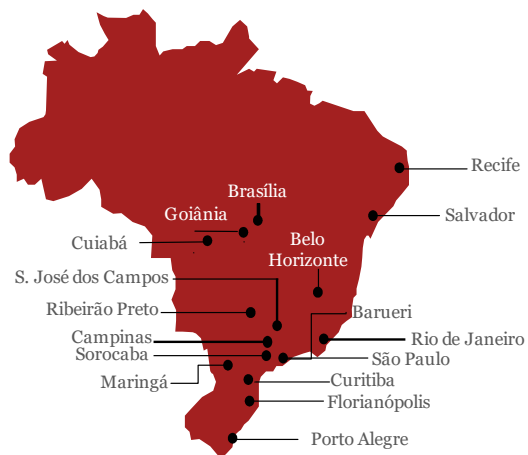 Recife
Brasília
Goiânia
Salvador
Cuiabá
Belo
Horizonte
S. José dos Campos
Ribeirão Preto
Barueri
Campinas
Rio de Janeiro
Sorocaba
São Paulo
Maringá
Curitiba
Florianópolis
Porto Alegre